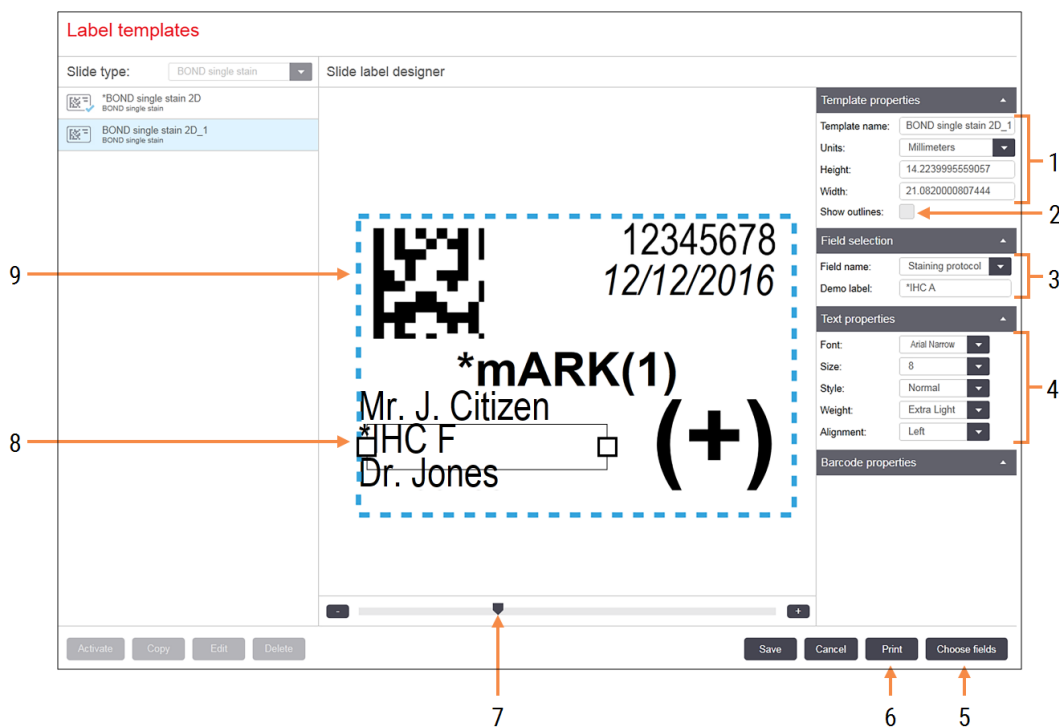 Label templates
Slide type: BOND single stain
Slide label designer
*BOND single stain 2D
BOND single stain
BOND single stain 2D_1
BOND single stain
Template properties
Template name: BOND single stain 2D_1
Units: Millimeters
Height: 14.2239995559057
Width: 21.0820000807444
Show outlines:
Field selection
Field name: Staining protocol
Demo label: *IHC A
Text properties
Font: Arial Narrow
Size: 8
Style: Normal
Weight: Extra Light
Alignment: Left
Barcode properties
1
2
3
4
12345678
12/12/2016
*mARK(1)
Mr. J. Citizen
*IHC F
(+)
Dr. Jones
9
8
- +
Activate Copy Edit Delete
Save Cancel Print Choose fields
7 6 5